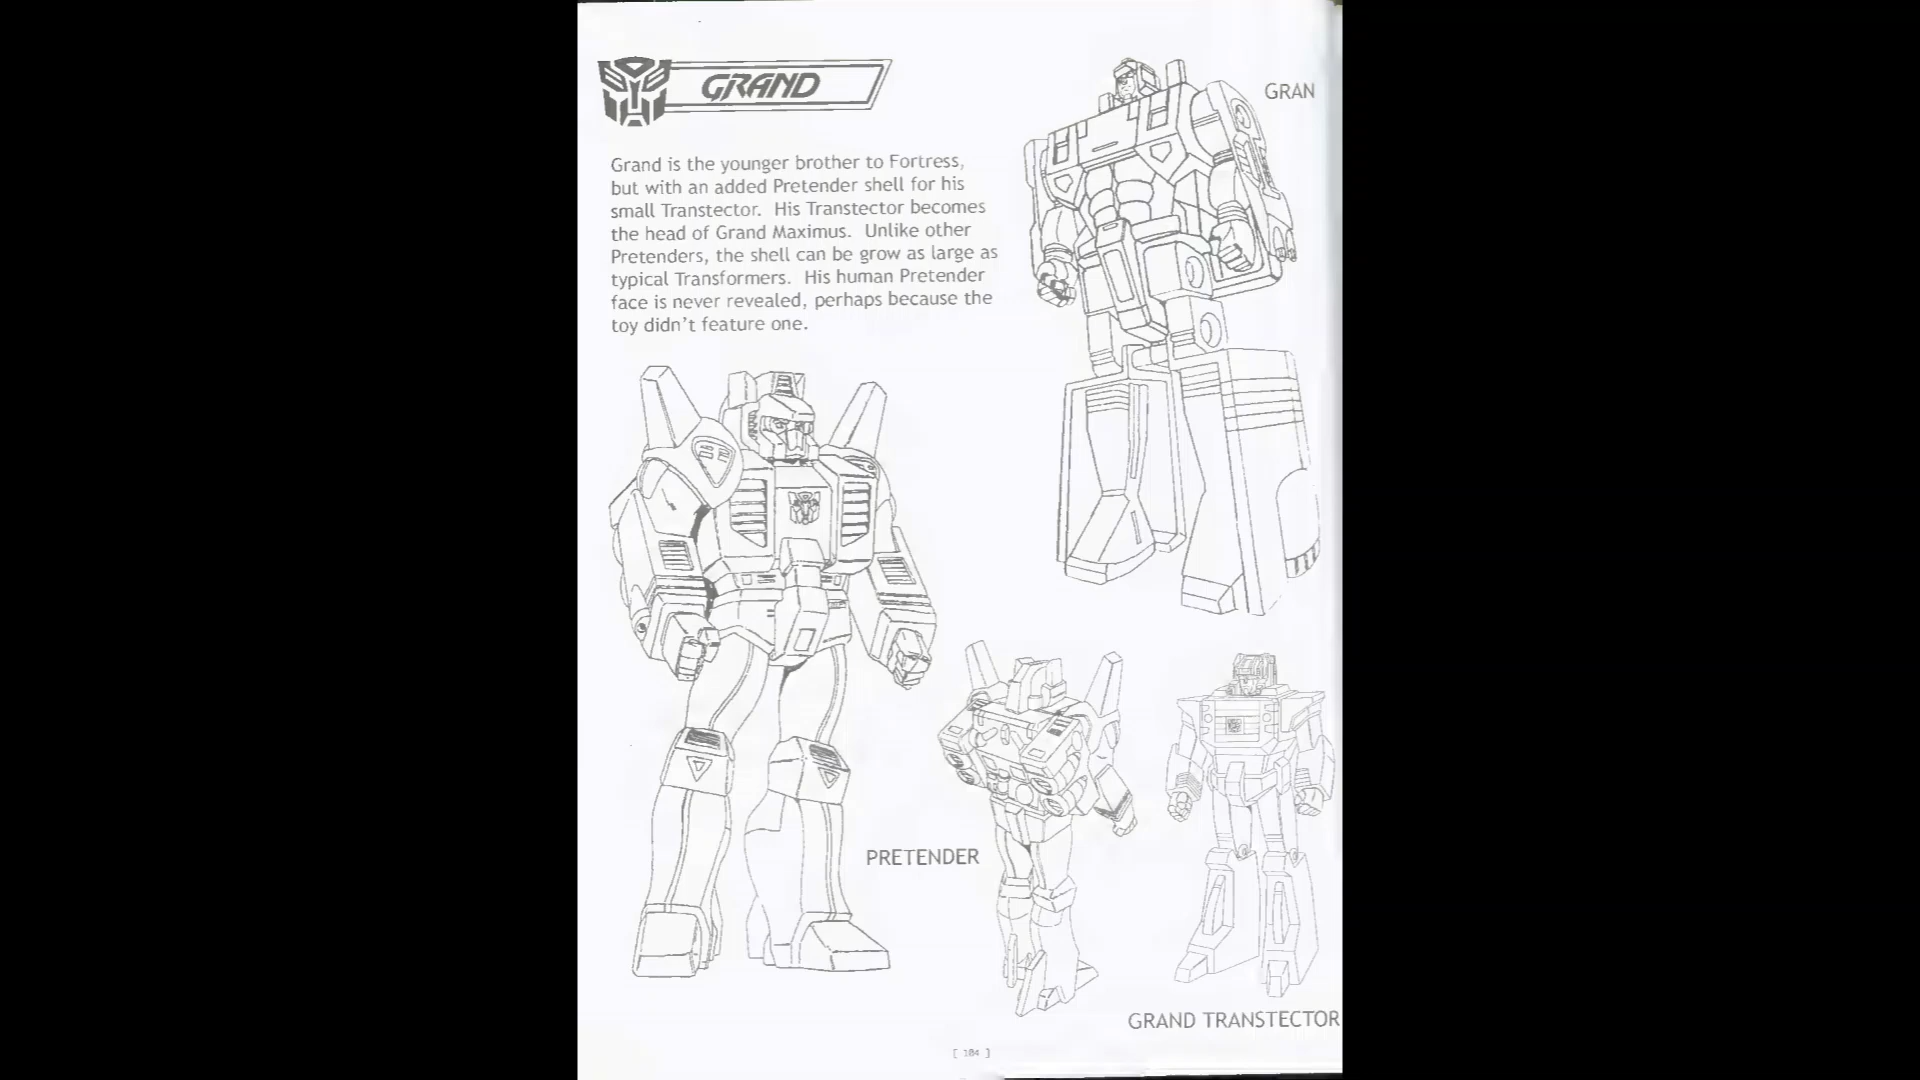 GRAND
GRAN
Grand is the younger brother to Fortress,
but with an added Pretender shell for his
small Transtector. His Transtector becomes
the head of Grand Maximus. Unlike other
Pretenders, the shell can be grow as large as
typical Transformers. His human Pretender
face is never revealed, perhaps because the
toy didn't feature one.
PRETENDER
GRAND TRANSTECTOR
[ 104 ]